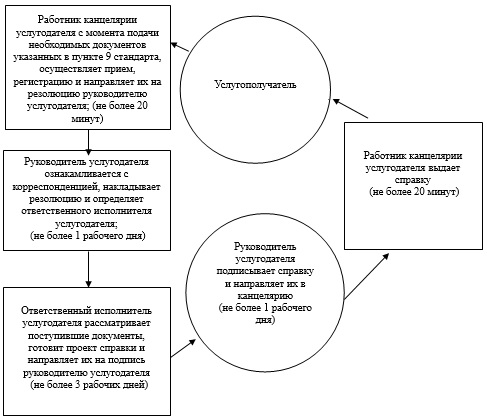 Работник канцелярии
услугодателя с момента подачи
необходимых документов
указанных в пункте 9 стандарта,
осуществляет прием,
регистрацию и направляет их на
резолюцию руководителю
услугодателя; (не более 20
минут)
Услугополучатель
Руководитель услугодателя
ознакамливается с
корреспонденцией, накладывает
резолюцию и определяет
ответственного исполнителя
услугодателя;
(не более 1 рабочего дня)
Ответственный исполнитель
услугодателя рассматривает
поступившие документы,
готовит проект справки и
направляет их на подпись
руководителю услугодателя
(не более 3 рабочих дней)
Руководитель
услугодателя
подписывает справку
и направляет их в
канцелярию
(не более 1 рабочего
дня)
Работник канцелярии
услугодателя выдает
справку
(не более 20 минут)